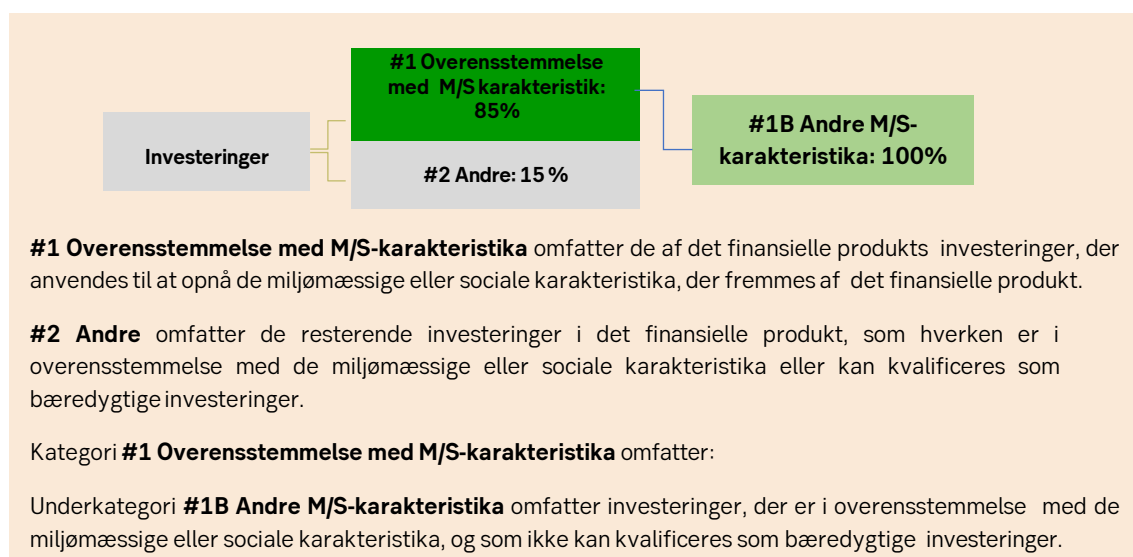 #1 Overensstemmelse
med M/S karakteristik:
85%
#1B Andre M/S-
karakteristika: 100%
Investeringer
#2 Andre: 15 %
#1 Overensstemmelse med M/S-karakteristika omfatter de af det finansielle produkts investeringer, der
anvendes til at opnå de miljømæssige eller sociale karakteristika, der fremmes af det finansielle produkt.
#2 Andre omfatter de resterende investeringer i det finansielle produkt, som hverken er i
overensstemmelse med de miljømæssige eller sociale karakteristika eller kan kvalificeres som
bæredygtige investeringer.
Kategori #1 Overensstemmelse med M/S-karakteristika omfatter:
Underkategori #1B Andre M/S-karakteristika omfatter investeringer, der er i overensstemmelse med de
miljømæssige eller sociale karakteristika, og som ikke kan kvalificeres som bæredygtige investeringer.